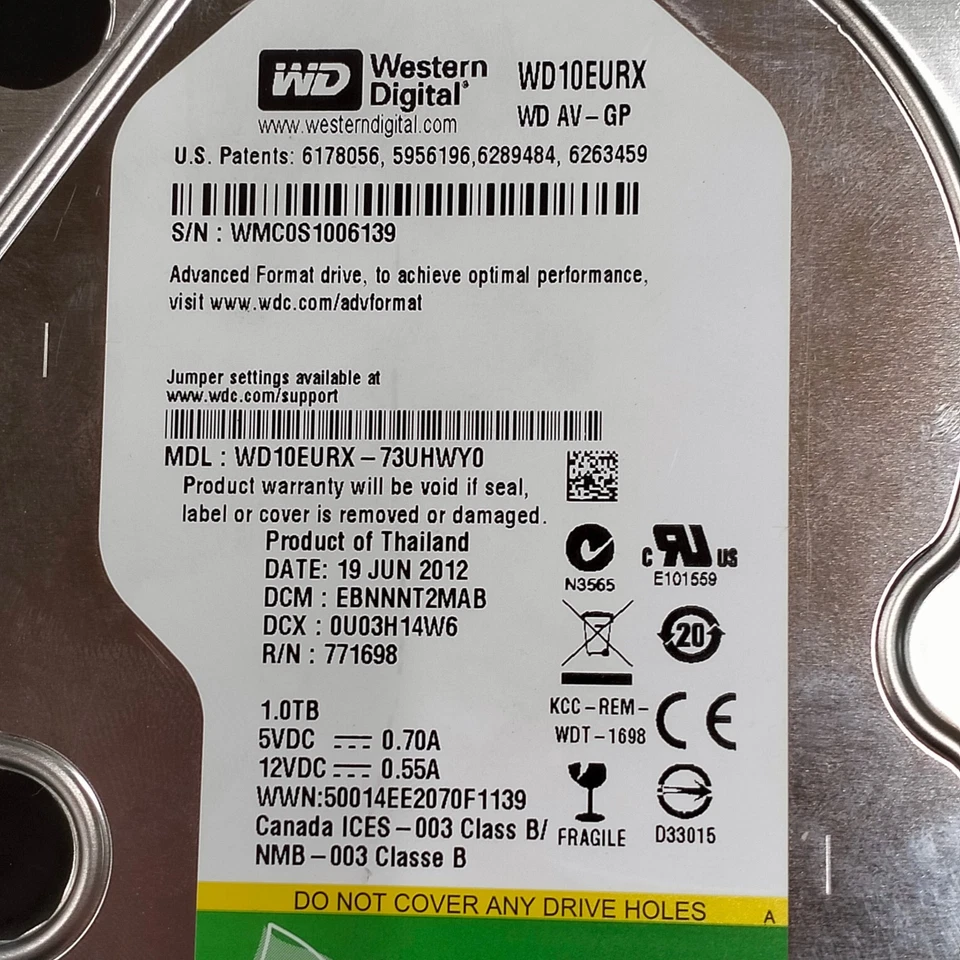 WD Western Digital® WD10EURX
www.westerndigital.com WD AV-GP
U.S. Patents: 6178056, 5956196,6289484, 6263459
S/N : WMC0S1006139
Advanced Format drive, to achieve optimal performance,
visit www.wdc.com/advformat
Jumper settings available at
www.wdc.com/support
MDL : WD10EURX-73UHWY0
Product warranty will be void if seal,
label or cover is removed or damaged.
Product of Thailand
DATE: 19 JUN 2012
DCM : EBNNNT2MAB
DCX : 0U03H14W6
R/N : 771698
N3565
c RU US
E101559
20
1.0TB
5VDC ⎓ 0.70A
12VDC ⎓ 0.55A
WWN:50014EE2070F1139
Canada ICES-003 Class B/
NMB-003 Classe B
KCC-REM-
WDT-1698
CE
FRAGILE
D33015
DO NOT COVER ANY DRIVE HOLES
A